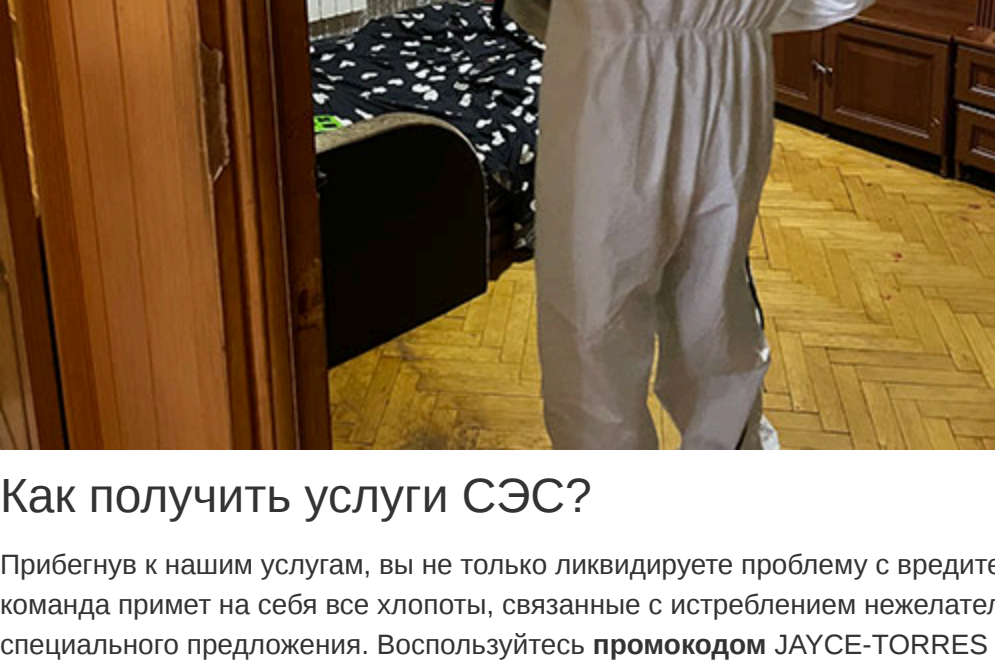 Как получить услуги СЭС?
Прибегнув к нашим услугам, вы не только ликвидируете проблему с вредите
команда примет на себя все хлопоты, связанные с истреблением нежелател
специального предложения. Воспользуйтесь промокодом JAYCE-TORRES